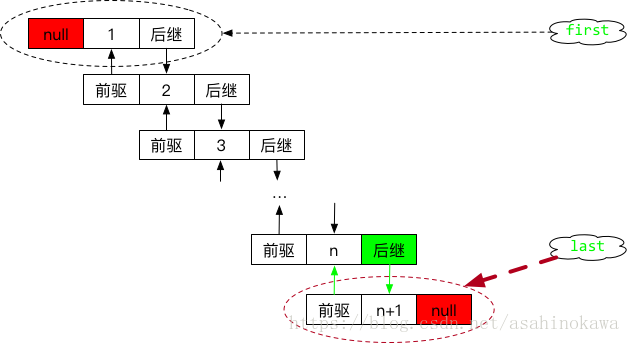 null 1 后继 first
前驱 2 后继
前驱 3 后继
...
前驱 n 后继 last
前驱 n+1 null
https://blog.csdn.net/asahinokawa